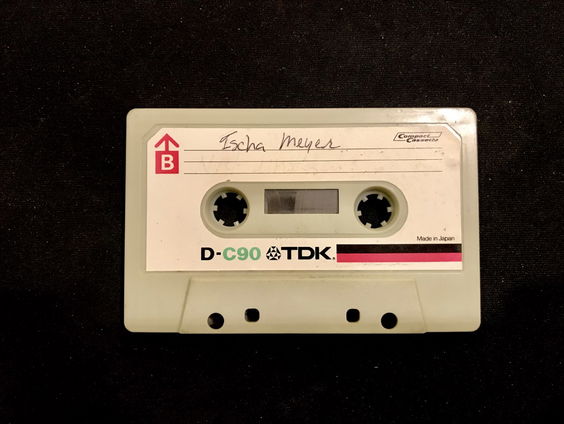 Ischa Meyer
Compact
Cassette
B
Made in Japan
D-C90 TDK